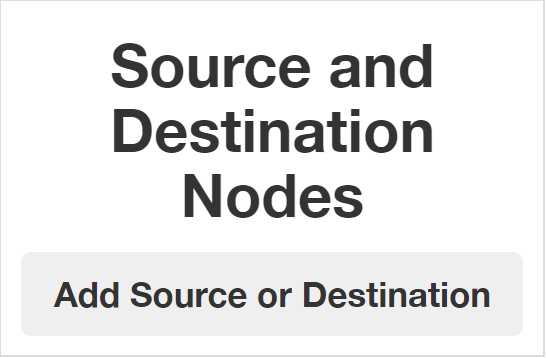 Source and
Destination
Nodes
Add Source or Destination